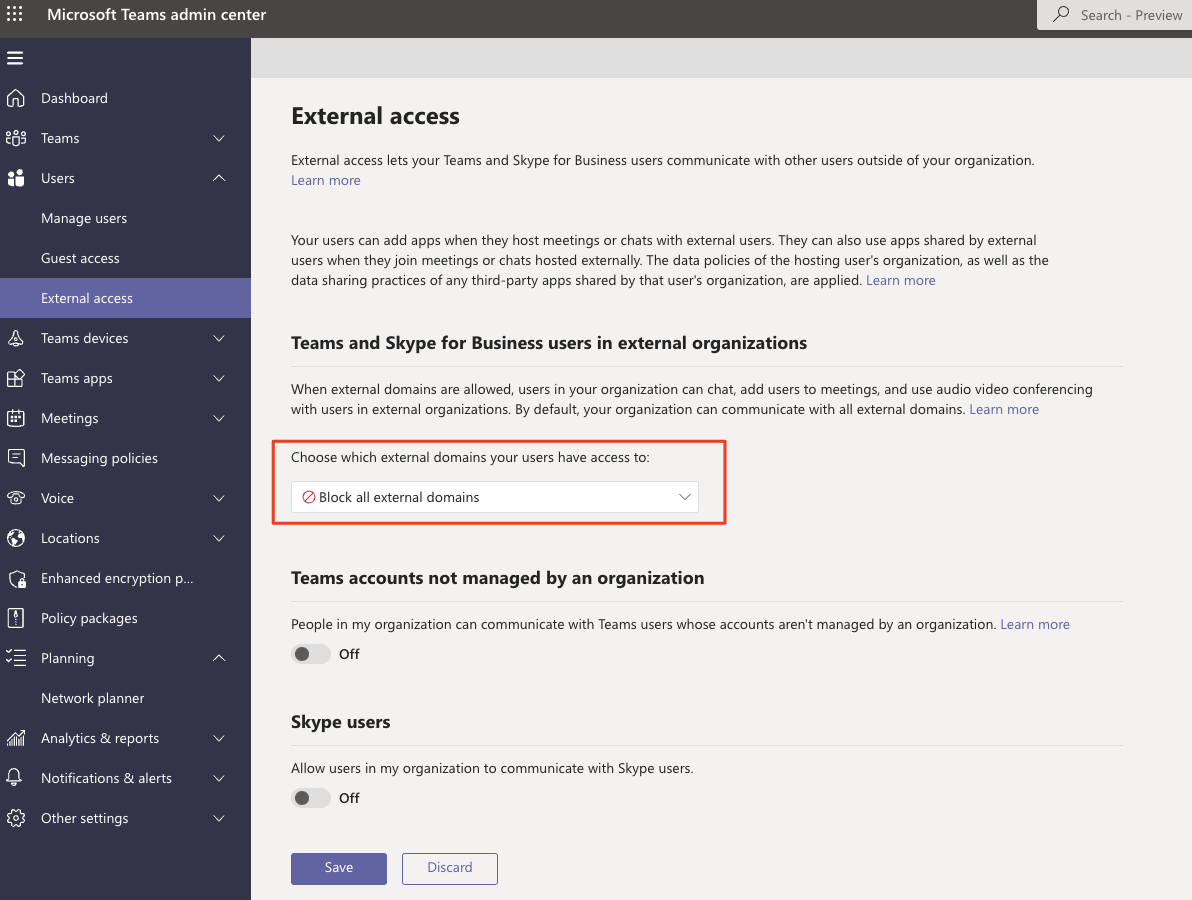 Microsoft Teams admin center
Search - Preview
Dashboard
Teams
Users
Manage users
Guest access
External access
Teams devices
Teams apps
Meetings
Messaging policies
Voice
Locations
Enhanced encryption p...
Policy packages
Planning
Network planner
Analytics & reports
Notifications & alerts
Other settings
External access
External access lets your Teams and Skype for Business users communicate with other users outside of your organization.
Learn more
Your users can add apps when they host meetings or chats with external users. They can also use apps shared by external
users when they join meetings or chats hosted externally. The data policies of the hosting user's organization, as well as the
data sharing practices of any third-party apps shared by that user's organization, are applied. Learn more
Teams and Skype for Business users in external organizations
When external domains are allowed, users in your organization can chat, add users to meetings, and use audio video conferencing
with users in external organizations. By default, your organization can communicate with all external domains. Learn more
Choose which external domains your users have access to:
Block all external domains
Teams accounts not managed by an organization
People in my organization can communicate with Teams users whose accounts aren't managed by an organization. Learn more
Off
Skype users
Allow users in my organization to communicate with Skype users.
Off
Save
Discard